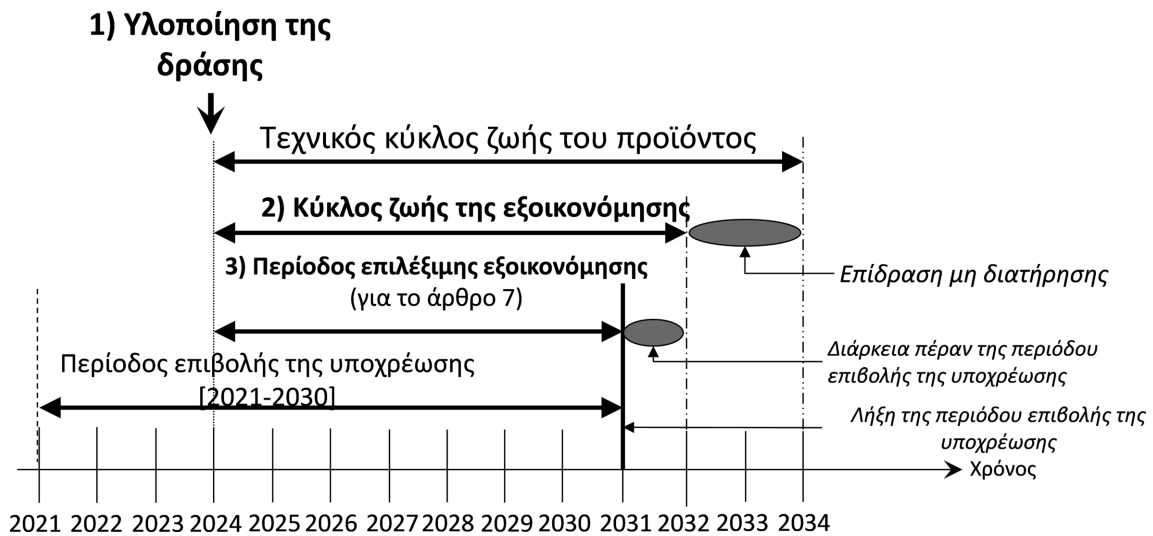 1) Υλοποίηση της
δράσης
Τεχνικός κύκλος ζωής του προϊόντος
2) Κύκλος ζωής της εξοικονόμησης
3) Περίοδος επιλέξιμης εξοικονόμησης
(για το άρθρο 7)
Επίδραση μη διατήρησης
Περίοδος επιβολής της υποχρέωσης
[2021-2030]
Διάρκεια πέραν της περιόδου
επιβολής της υποχρέωσης
Λήξη της περιόδου επιβολής της
υποχρέωσης
Χρόνος
2021 2022 2023 2024 2025 2026 2027 2028 2029 2030 2031 2032 2033 2034